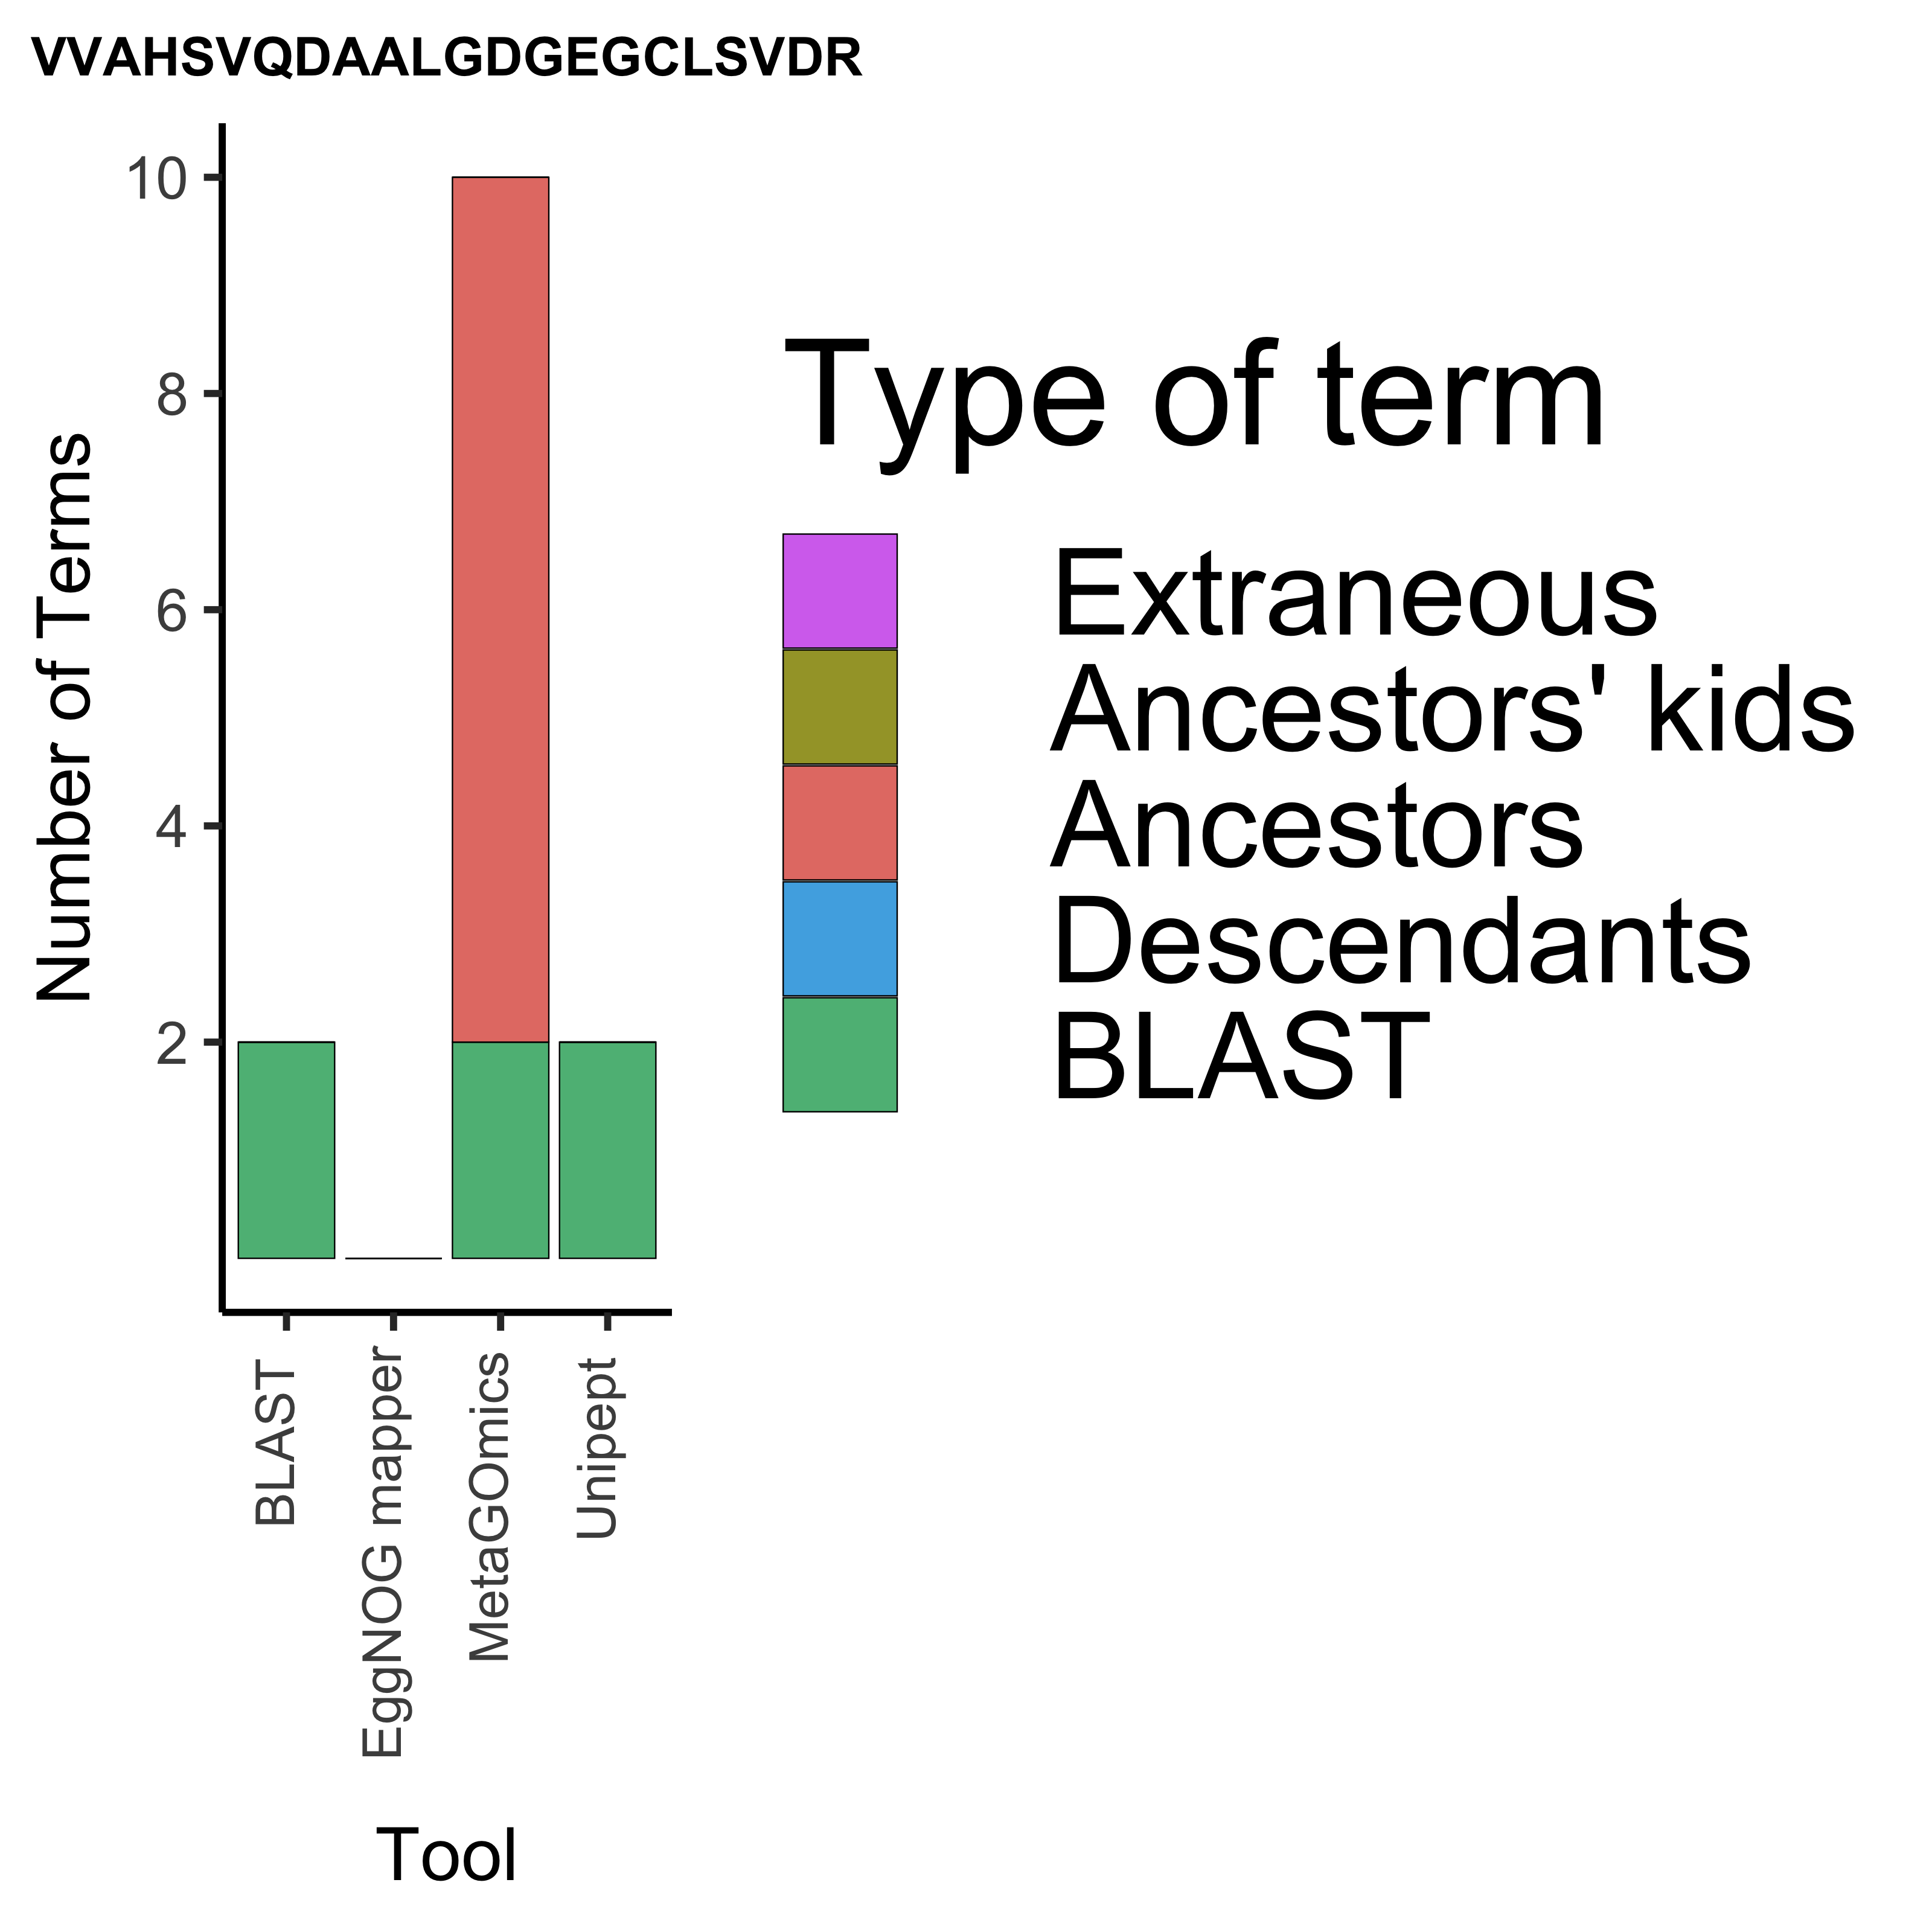 VVAHSVQDAALGDGEGCLSVDR
10
8
6
4
2
Number of Terms
BLAST
EggNOG mapper
MetaGOmics
Unipept
Tool
Type of term
Extraneous
Ancestors' kids
Ancestors
Descendants
BLAST